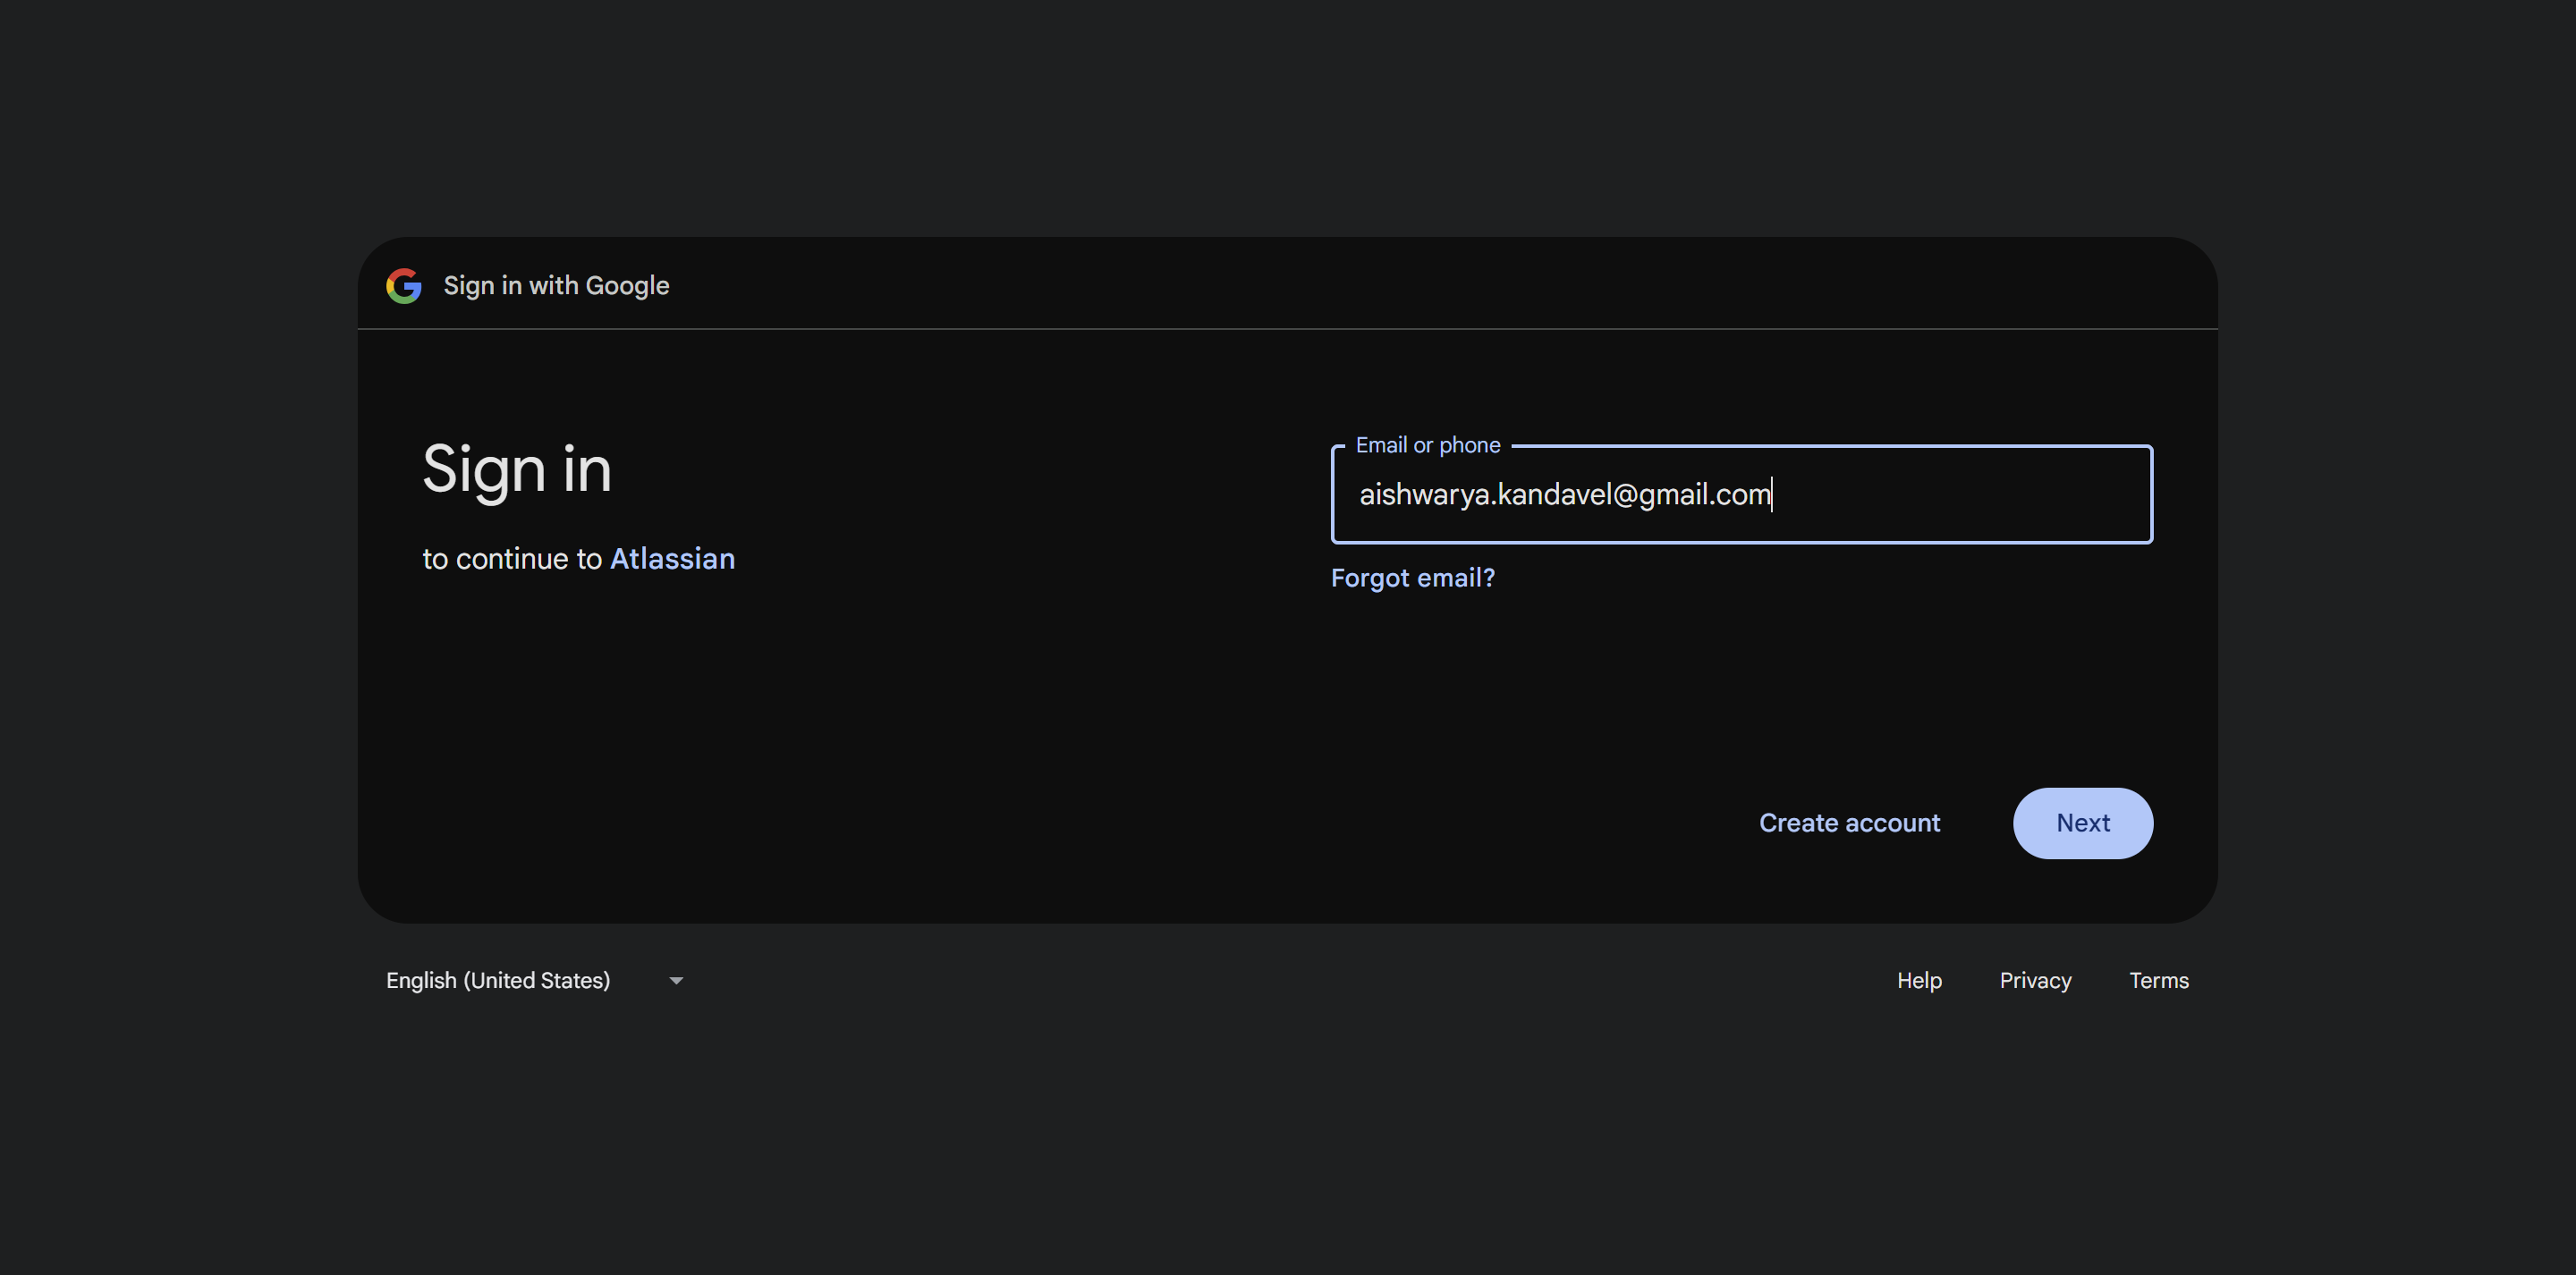 Sign in with Google
Sign in
to continue to Atlassian
Email or phone
aishwarya.kandavel@gmail.com
Forgot email?
Create account
Next
English (United States)
Help
Privacy
Terms